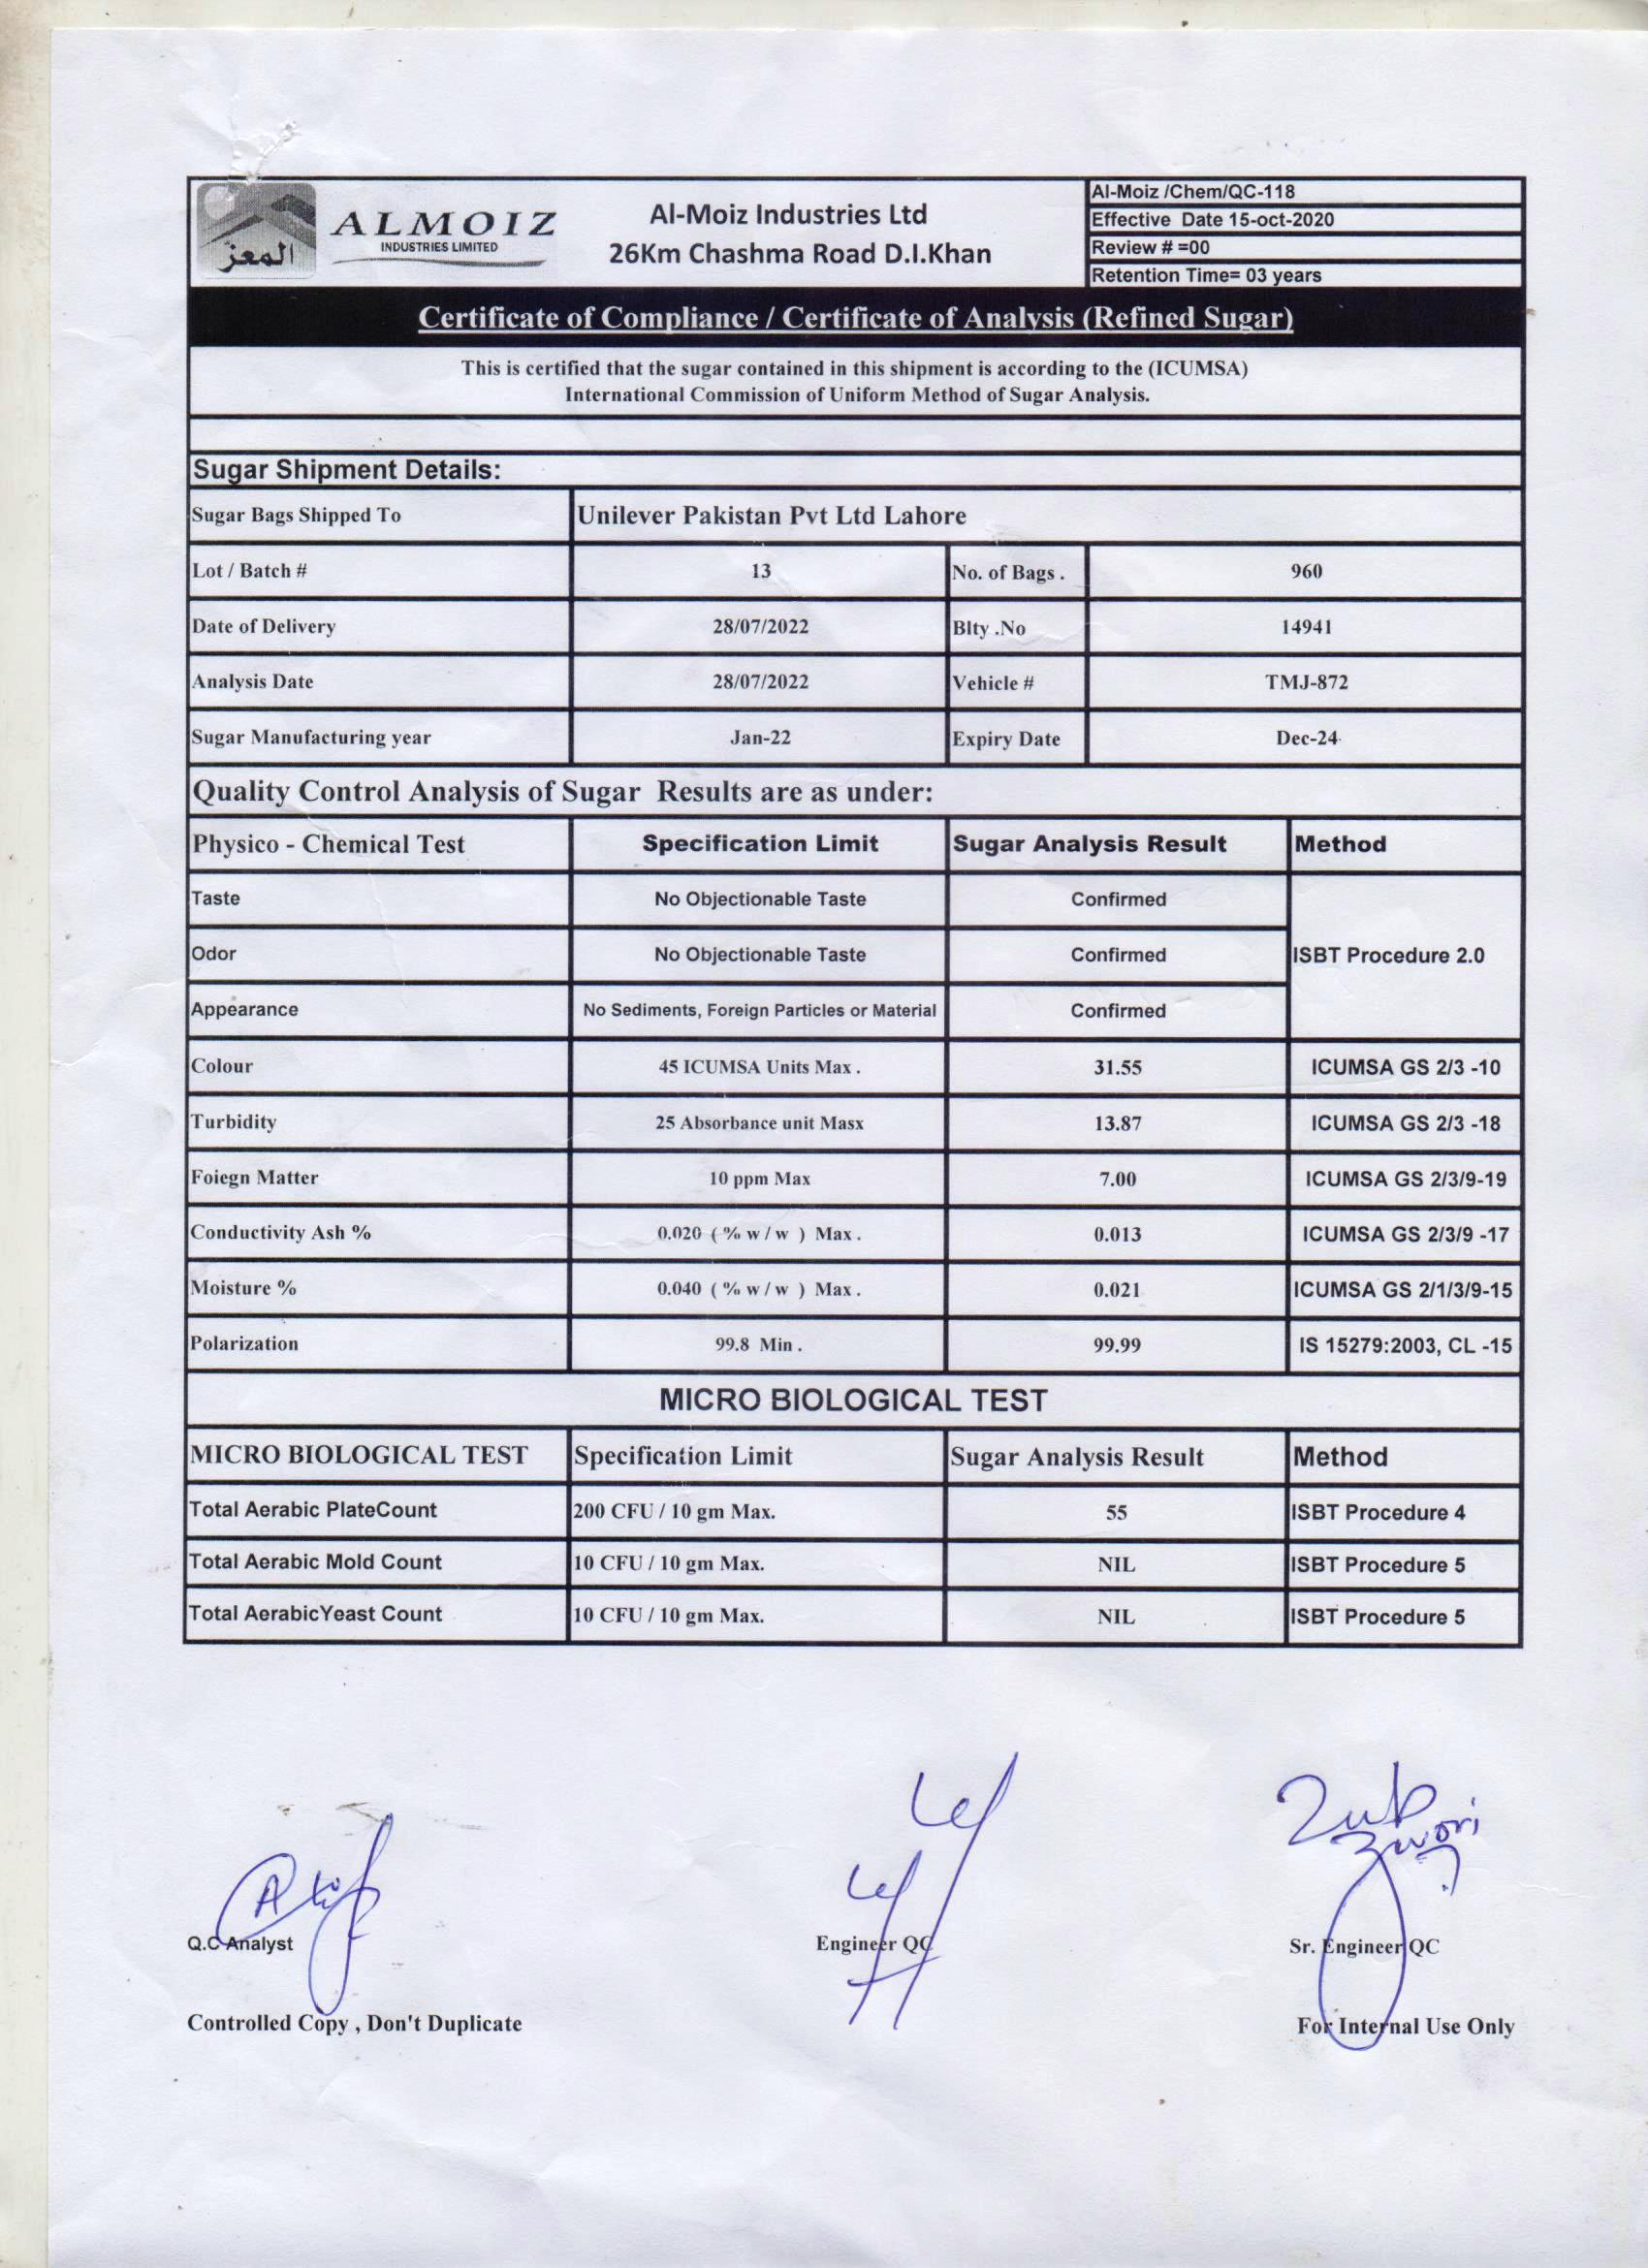 المعز
ALMOIZ
INDUSTRIES LIMITED
Al-Moiz Industries Ltd
26Km Chashma Road D.I.Khan
Al-Moiz /Chem/QC-118
Effective Date 15-oct-2020
Review # =00
Retention Time= 03 years
Certificate of Compliance / Certificate of Analysis (Refined Sugar)
This is certified that the sugar contained in this shipment is according to the (ICUMSA)
International Commission of Uniform Method of Sugar Analysis.
Sugar Shipment Details:
Sugar Bags Shipped To Unilever Pakistan Pvt Ltd Lahore
Lot / Batch # 13 No. of Bags . 960
Date of Delivery 28/07/2022 Blty .No 14941
Analysis Date 28/07/2022 Vehicle # TMJ-872
Sugar Manufacturing year Jan-22 Expiry Date Dec-24
Quality Control Analysis of Sugar Results are as under:
Physico - Chemical Test Specification Limit Sugar Analysis Result Method
Taste No Objectionable Taste Confirmed
Odor No Objectionable Taste Confirmed ISBT Procedure 2.0
Appearance No Sediments, Foreign Particles or Material Confirmed
Colour 45 ICUMSA Units Max . 31.55 ICUMSA GS 2/3 -10
Turbidity 25 Absorbance unit Masx 13.87 ICUMSA GS 2/3 -18
Foiegn Matter 10 ppm Max 7.00 ICUMSA GS 2/3/9-19
Conductivity Ash % 0.020 ( % w / w ) Max . 0.013 ICUMSA GS 2/3/9 -17
Moisture % 0.040 ( % w / w ) Max . 0.021 ICUMSA GS 2/1/3/9-15
Polarization 99.8 Min . 99.99 IS 15279:2003, CL -15
MICRO BIOLOGICAL TEST
MICRO BIOLOGICAL TEST Specification Limit Sugar Analysis Result Method
Total Aerabic PlateCount 200 CFU / 10 gm Max. 55 ISBT Procedure 4
Total Aerabic Mold Count 10 CFU / 10 gm Max. NIL ISBT Procedure 5
Total AerabicYeast Count 10 CFU / 10 gm Max. NIL ISBT Procedure 5
Q.C Analyst Engineer QC Sr. Engineer QC
Controlled Copy , Don't Duplicate For Internal Use Only